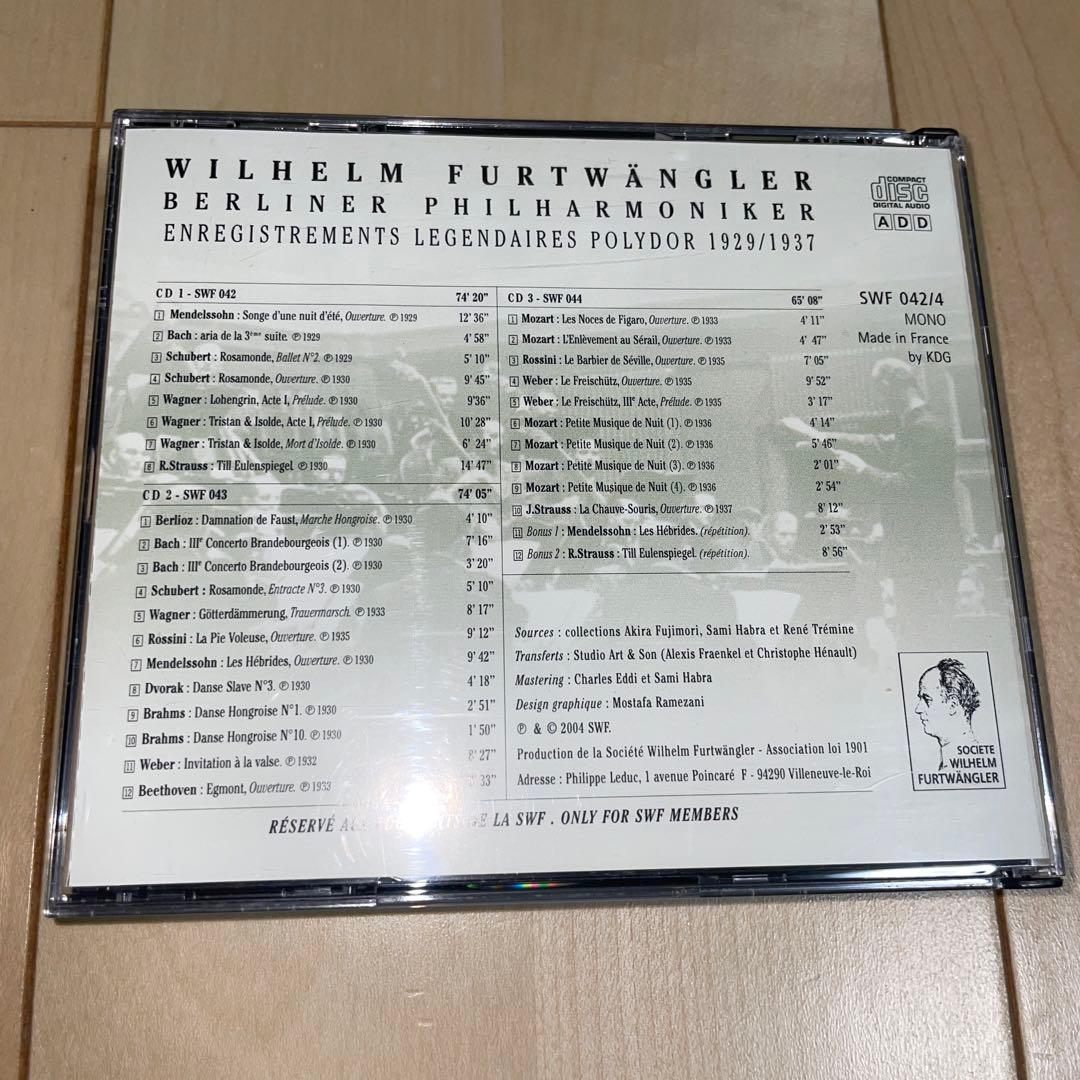 WILHELM FURTWÄNGLER
BERLINER PHILHARMONIKER
ENREGISTREMENTS LEGENDAIRES POLYDOR 1929/1937
COMPACT
disc
DIGITAL AUDIO
ADD
CD 1 - SWF 042 74' 20"
1 Mendelssohn : Songe d'une nuit d'été, Ouverture. ℗ 1929 12' 36"
2 Bach : aria de la 3ème suite. ℗ 1929 4' 58"
3 Schubert : Rosamonde, Ballet N°2. ℗ 1929 5' 10"
4 Schubert : Rosamonde, Ouverture. ℗ 1930 9' 45"
5 Wagner : Lohengrin, Acte I, Prélude. ℗ 1930 9'36"
6 Wagner : Tristan & Isolde, Acte I, Prélude. ℗ 1930 10' 28"
7 Wagner : Tristan & Isolde, Mort d'Isolde. ℗ 1930 6' 24"
8 R.Strauss : Till Eulenspiegel. ℗ 1930 14' 47"
CD 2 - SWF 043 74' 05"
1 Berlioz : Damnation de Faust, Marche Hongroise. ℗ 1930 4' 10"
2 Bach : IIIe Concerto Brandebourgeois (1). ℗ 1930 7' 16"
3 Bach : IIIe Concerto Brandebourgeois (2). ℗ 1930 3' 20"
4 Schubert : Rosamonde, Entracte N°3. ℗ 1930 5' 10"
5 Wagner : Götterdämmerung, Trauermarsch. ℗ 1933 8' 17"
6 Rossini : La Pie Voleuse, Ouverture. ℗ 1935 9' 12"
7 Mendelssohn : Les Hébrides, Ouverture. ℗ 1930 9' 42"
8 Dvorak : Danse Slave N°3. ℗ 1930 4' 18"
9 Brahms : Danse Hongroise N°1. ℗ 1930 2' 51"
10 Brahms : Danse Hongroise N°10. ℗ 1930 1' 50"
11 Weber : Invitation à la valse. ℗ 1932 8' 27"
12 Beethoven : Egmont, Ouverture. ℗ 1933 33"
CD 3 - SWF 044 65' 08"
1 Mozart : Les Noces de Figaro, Ouverture. ℗ 1933 4' 11"
2 Mozart : L'Enlèvement au Sérail, Ouverture. ℗ 1933 4' 47"
3 Rossini : Le Barbier de Séville, Ouverture. ℗ 1935 7' 05"
4 Weber : Le Freischütz, Ouverture. ℗ 1935 9' 52"
5 Weber : Le Freischütz, IIIe Acte, Prélude. ℗ 1935 3' 17"
6 Mozart : Petite Musique de Nuit (1). ℗ 1936 4' 14"
7 Mozart : Petite Musique de Nuit (2). ℗ 1936 5' 46"
8 Mozart : Petite Musique de Nuit (3). ℗ 1936 2' 01"
9 Mozart : Petite Musique de Nuit (4). ℗ 1936 2' 54"
10 J.Strauss : La Chauve-Souris, Ouverture. ℗ 1937 8' 12"
11 Bonus 1 : Mendelssohn : Les Hébrides. (répétition). 2' 53"
12 Bonus 2 : R.Strauss : Till Eulenspiegel. (répétition). 8' 56"
SWF 042/4
MONO
Made in France
by KDG
Sources : collections Akira Fujimori, Sami Habra et René Trémine
Transferts : Studio Art & Son (Alexis Fraenkel et Christophe Hénault)
Mastering : Charles Eddi et Sami Habra
Design graphique : Mostafa Ramezani
℗ & © 2004 SWF.
Production de la Société Wilhelm Furtwängler - Association loi 1901
Adresse : Philippe Leduc, 1 avenue Poincaré F - 94290 Villeneuve-le-Roi
SOCIETE
WILHELM
FURTWÄNGLER
RÉSERVÉ DE LA SWF . ONLY FOR SWF MEMBERS